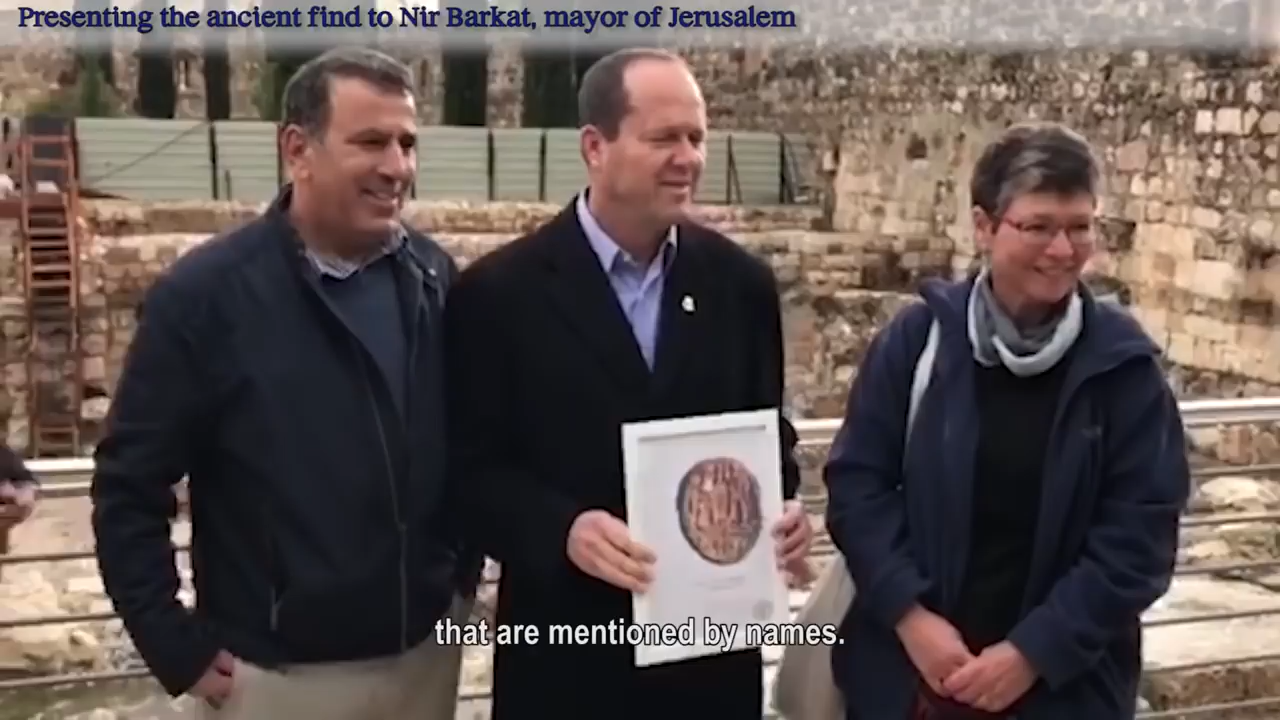 Presenting the ancient find to Nir Barkat, mayor of Jerusalem
that are mentioned by names.